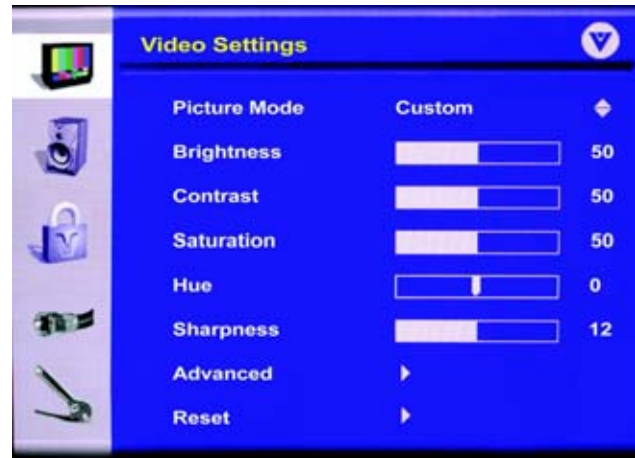 Video Settings
Picture Mode Custom
Brightness 50
Contrast 50
Saturation 50
Hue 0
Sharpness 12
Advanced
Reset